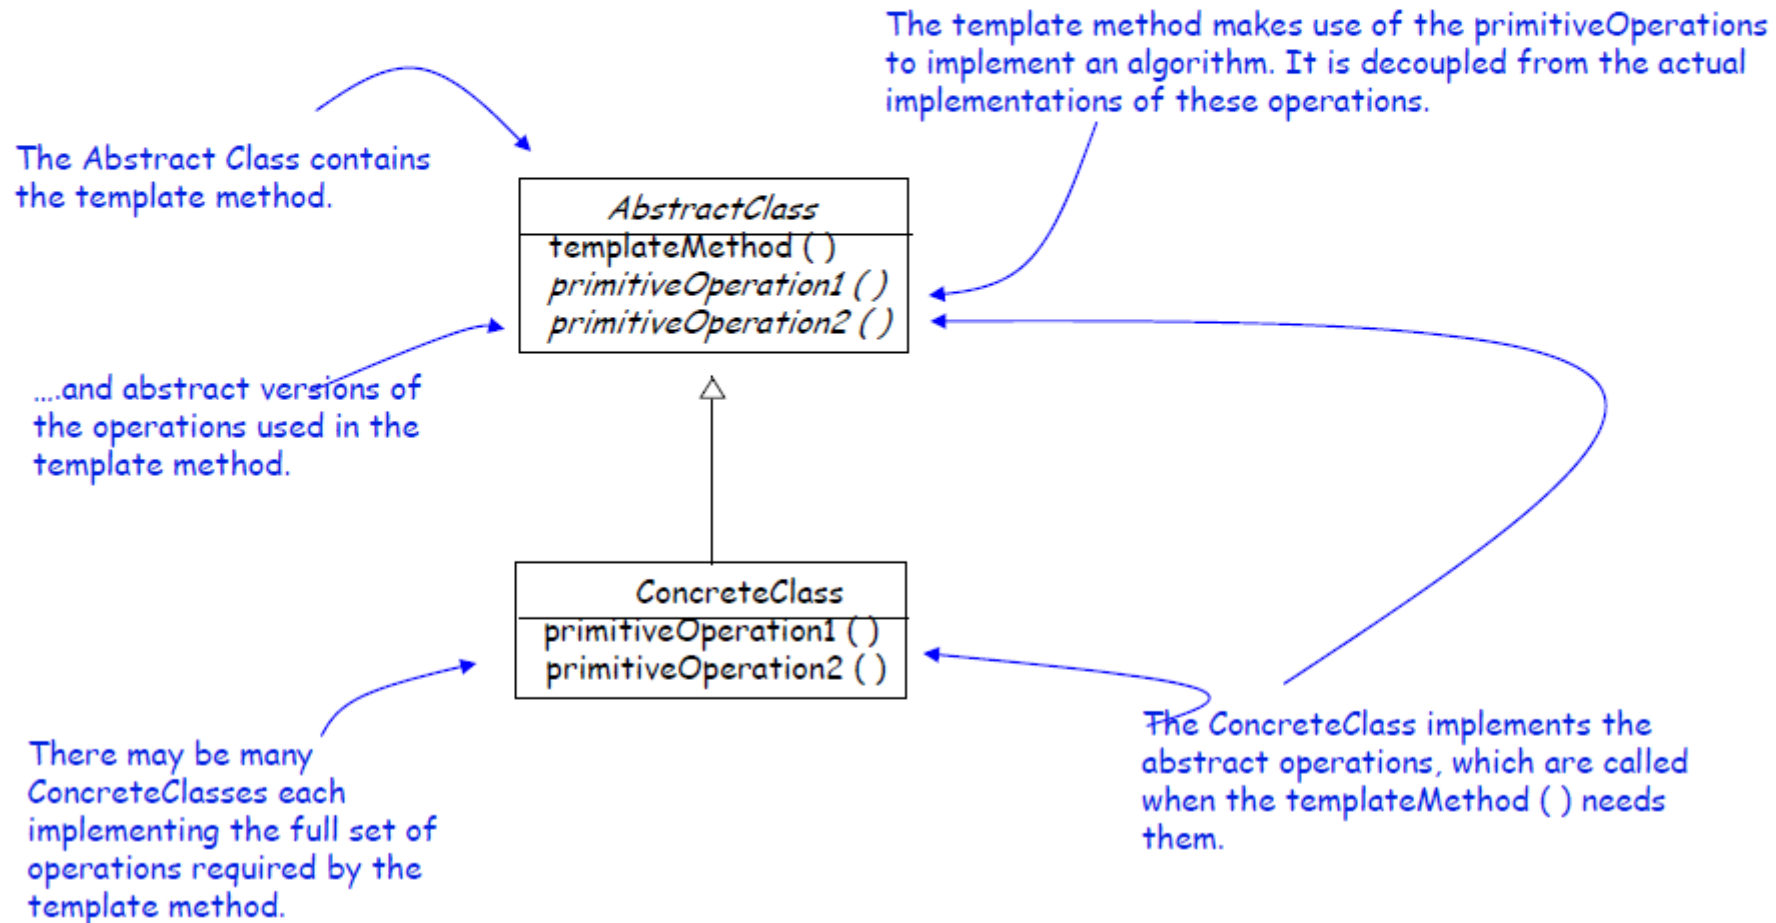 The template method makes use of the primitiveOperations
to implement an algorithm. It is decoupled from the actual
implementations of these operations.
The Abstract Class contains
the template method.
AbstractClass
templateMethod ( )
primitiveOperation1 ( )
primitiveOperation2 ( )
....and abstract versions of
the operations used in the
template method.
ConcreteClass
primitiveOperation1 ( )
primitiveOperation2 ( )
There may be many
ConcreteClasses each
implementing the full set of
operations required by the
template method.
The ConcreteClass implements the
abstract operations, which are called
when the templateMethod ( ) needs
them.